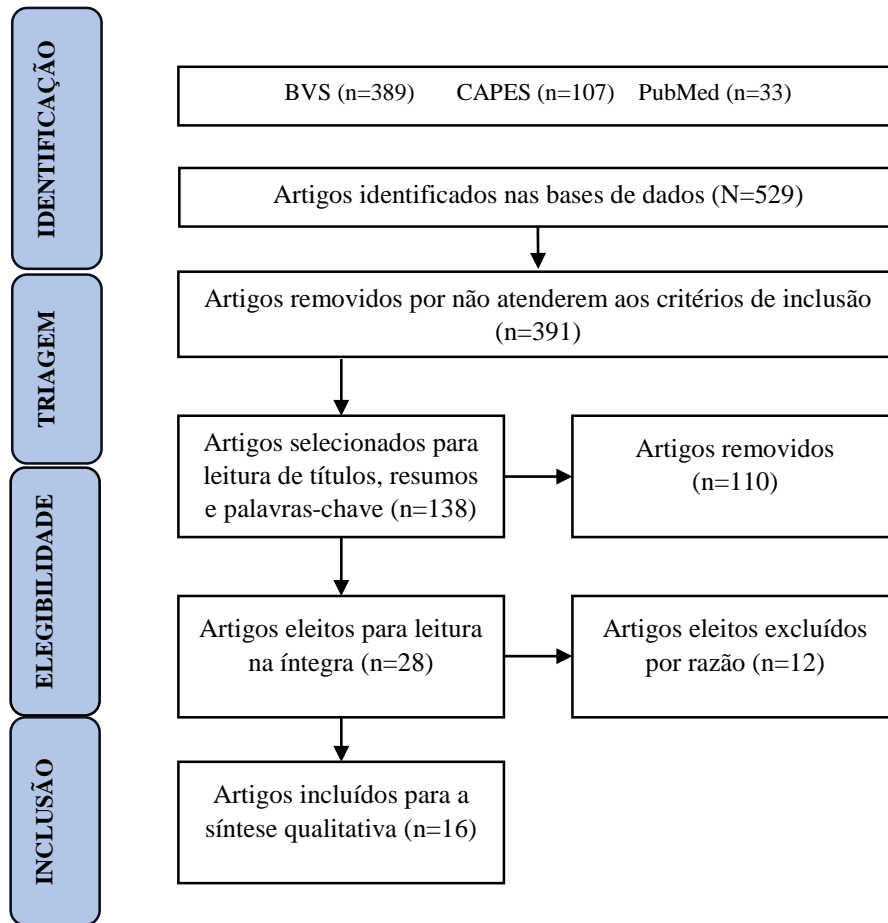 IDENTIFICAÇÃO
BVS (n=389) CAPES (n=107) PubMed (n=33)
Artigos identificados nas bases de dados (N=529)
TRIAGEM
Artigos removidos por não atenderem aos critérios de inclusão
(n=391)
Artigos selecionados para
leitura de títulos, resumos
e palavras-chave (n=138)
Artigos removidos
(n=110)
ELEGIBILIDADE
Artigos eleitos para leitura
na íntegra (n=28)
Artigos eleitos excluídos
por razão (n=12)
INCLUSÃO
Artigos incluídos para a
síntese qualitativa (n=16)